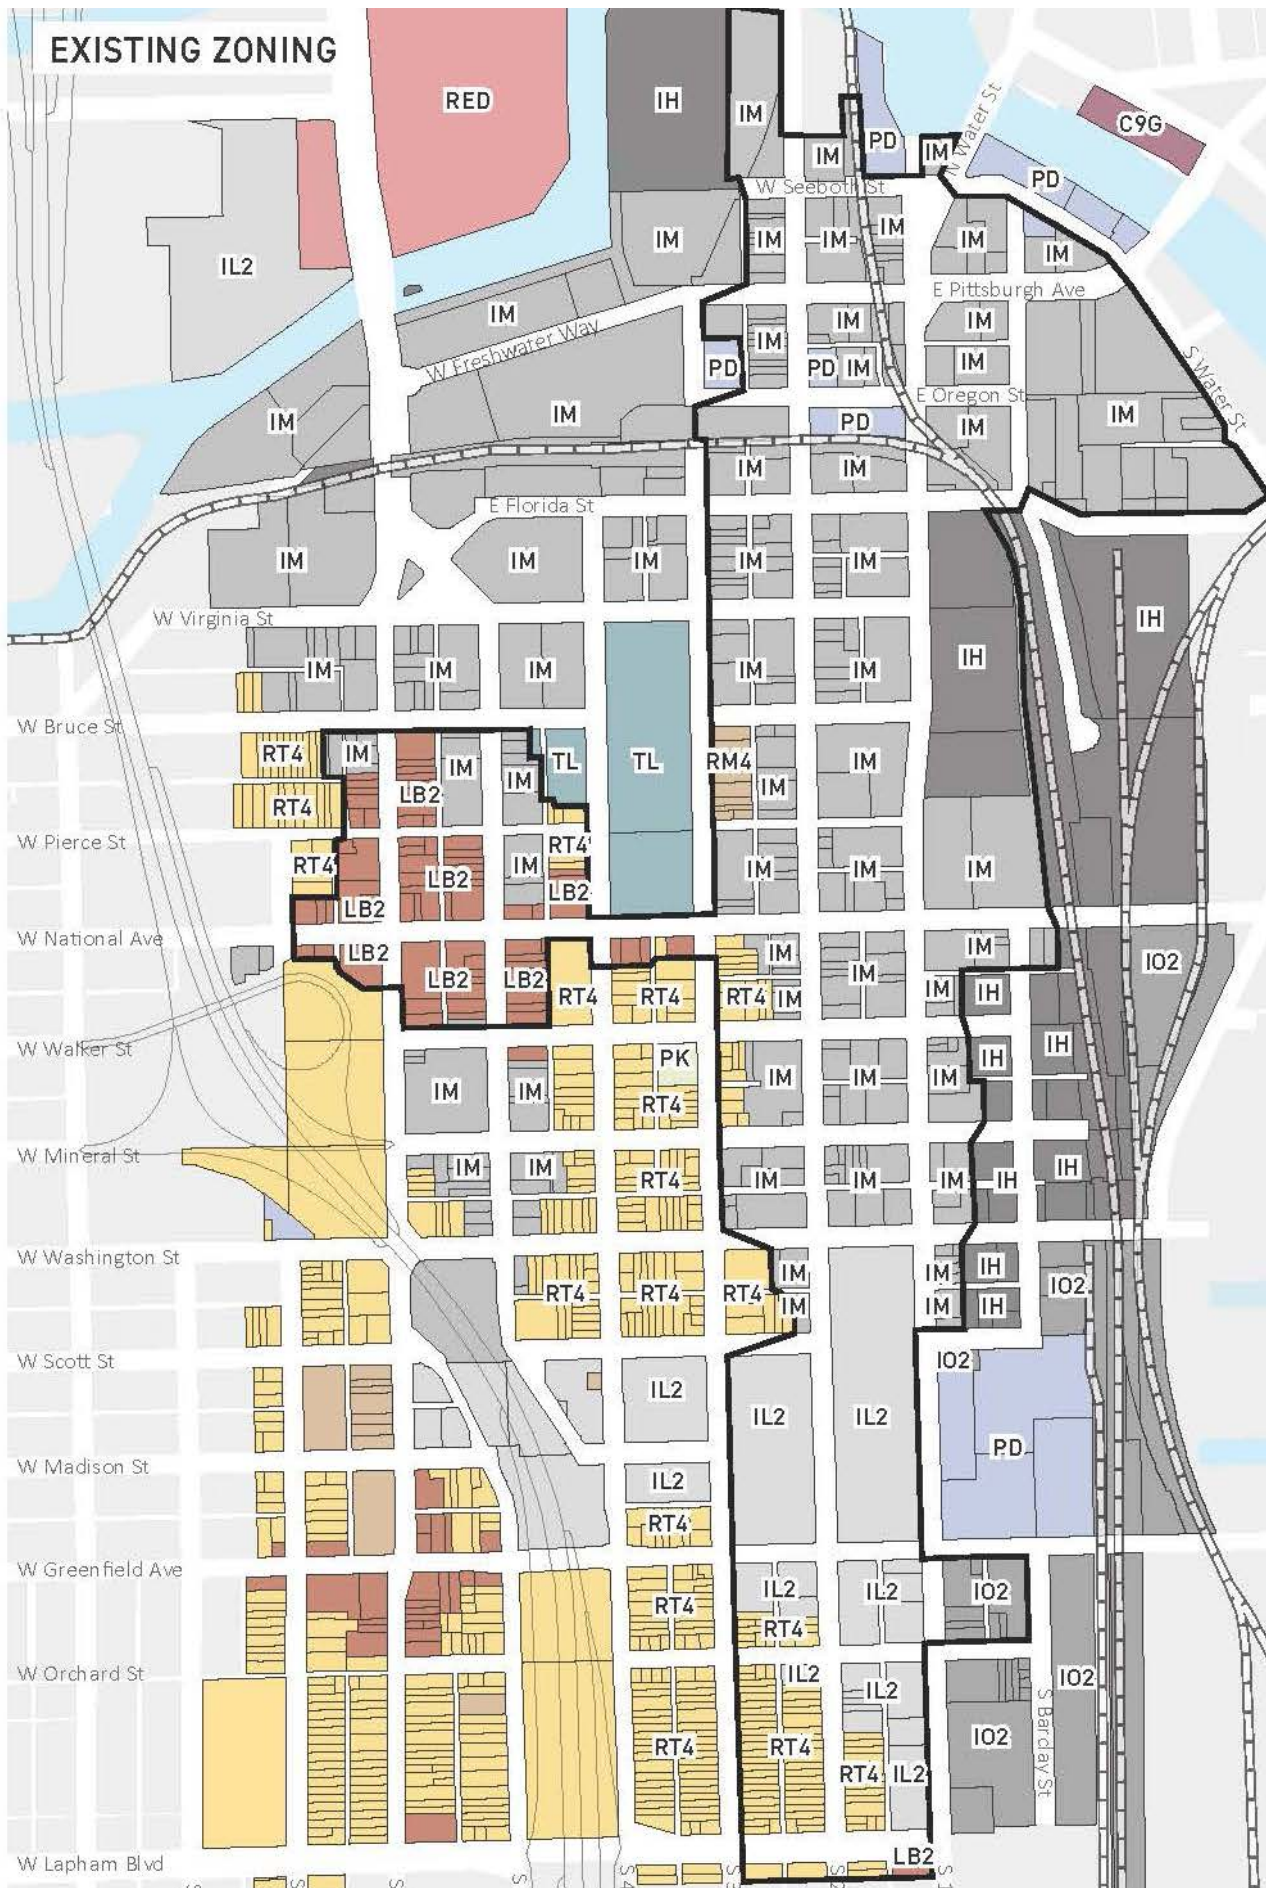 EXISTING ZONING
RED
IH
IM
C9G
IM
PD
IM
N Water St
PD
W Seeboth St
IL2
IM
IM
IM
IM
IM
IM
E Pittsburgh Ave
IM
IM
IM
IM
W Freshwater Way
PD
PD
IM
IM
S Water St
E Oregon St
IM
IM
PD
IM
IM
IM
IM
E Florida St
IM
IM
IM
IM
IM
W Virginia St
IH
IM
IM
IM
IM
IM
IH
W Bruce St
RT4
IM
IM
IM
TL
TL
RM4
IM
IM
LB2
RT4
W Pierce St
RT4
LB2
IM
RT4
LB2
IM
IM
IM
LB2
W National Ave
LB2
LB2
LB2
RT4
RT4
IM
RT4
IM
IM
IM
IM
IH
IO2
W Walker St
IM
IM
PK
RT4
IM
IM
IM
IH
IH
W Mineral St
IM
IM
RT4
IM
IM
IM
IH
IH
W Washington St
RT4
RT4
RT4
IM
IM
IM
IM
IH
IH
IO2
W Scott St
IL2
IL2
IL2
IO2
PD
W Madison St
IL2
RT4
W Greenfield Ave
RT4
IL2
RT4
IL2
IO2
W Orchard St
IL2
IL2
IO2
RT4
RT4
RT4
IL2
IO2
S Barclay St
W Lapham Blvd
LB2